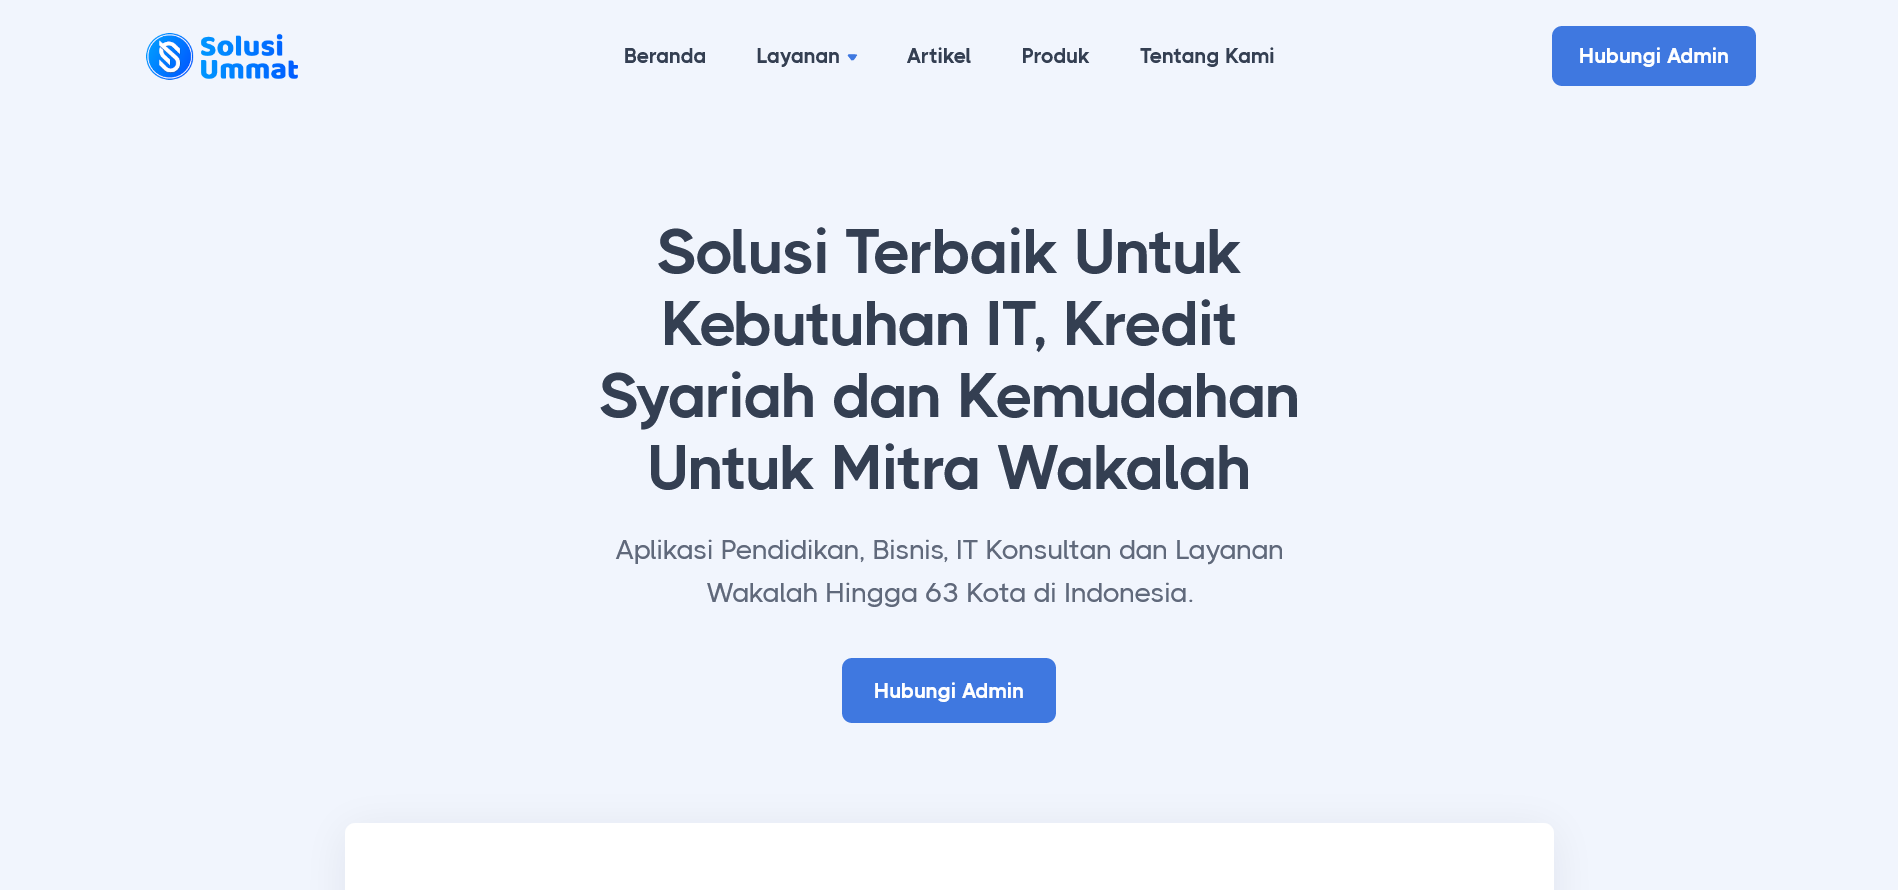 Solusi
Ummat
Beranda
Layanan
Artikel
Produk
Tentang Kami
Hubungi Admin
Solusi Terbaik Untuk
Kebutuhan IT, Kredit
Syariah dan Kemudahan
Untuk Mitra Wakalah
Aplikasi Pendidikan, Bisnis, IT Konsultan dan Layanan
Wakalah Hingga 63 Kota di Indonesia.
Hubungi Admin